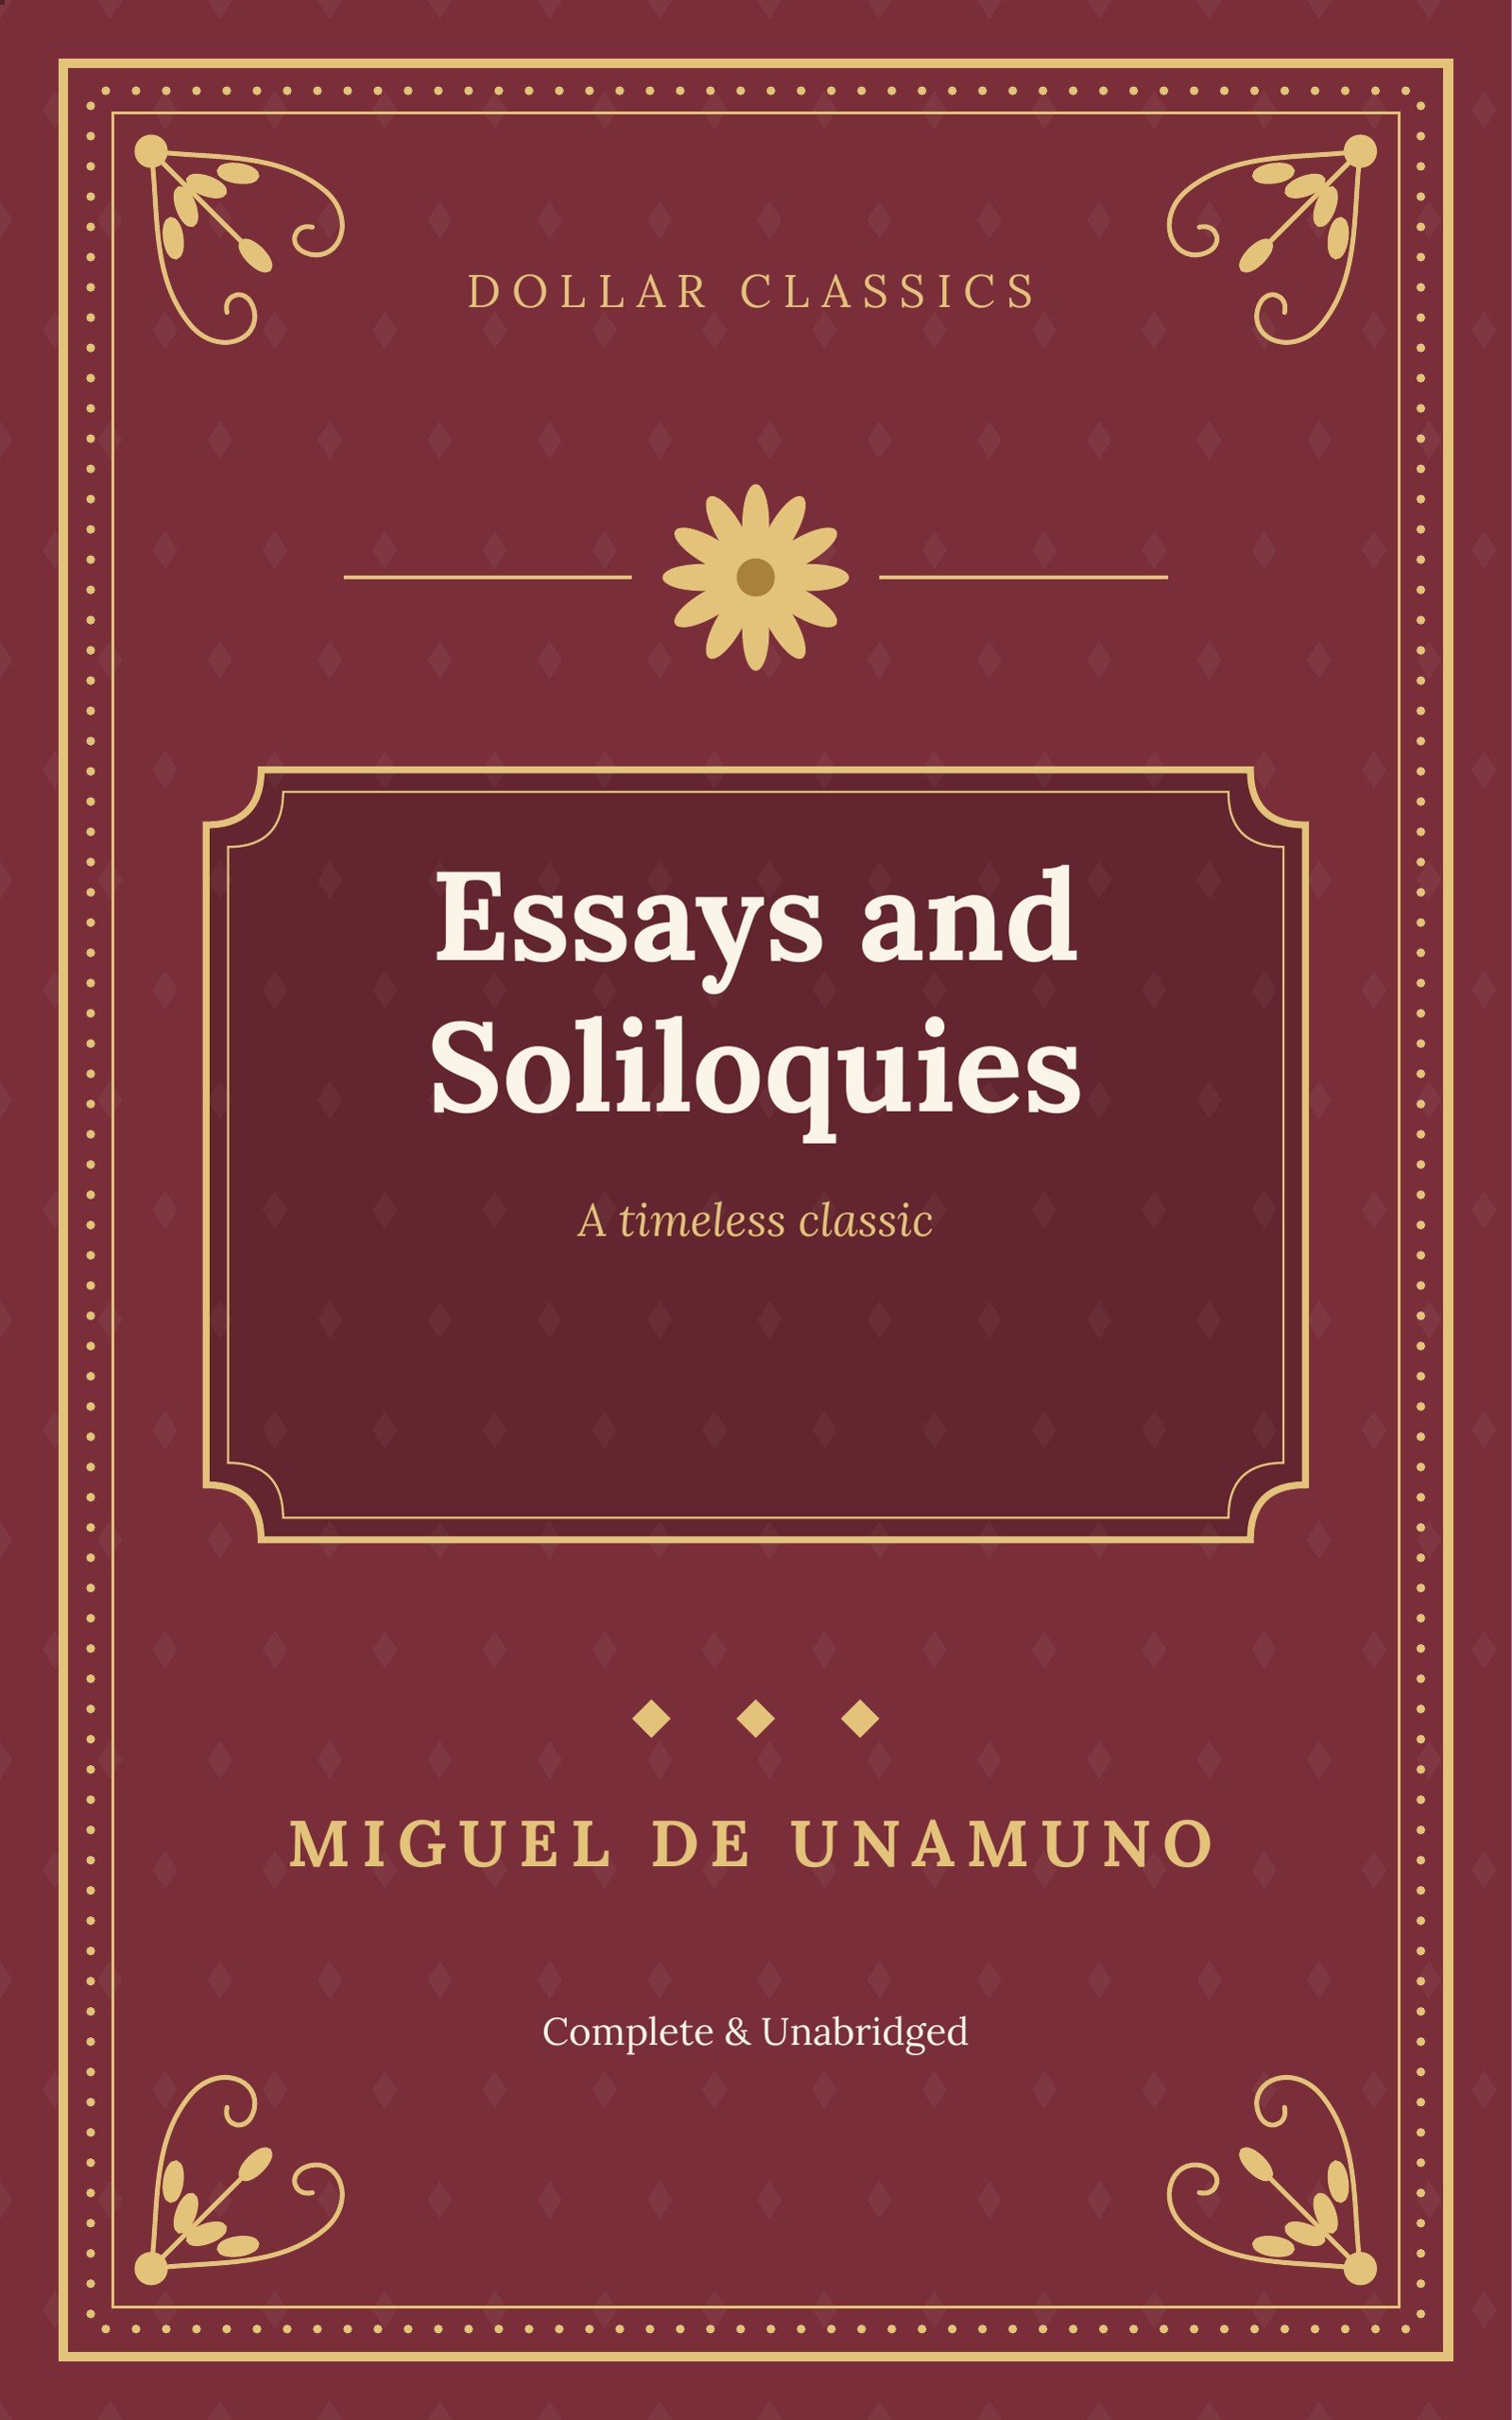 DOLLAR CLASSICS
Essays and
Soliloquies
A timeless classic
MIGUEL DE UNAMUNO
Complete & Unabridged